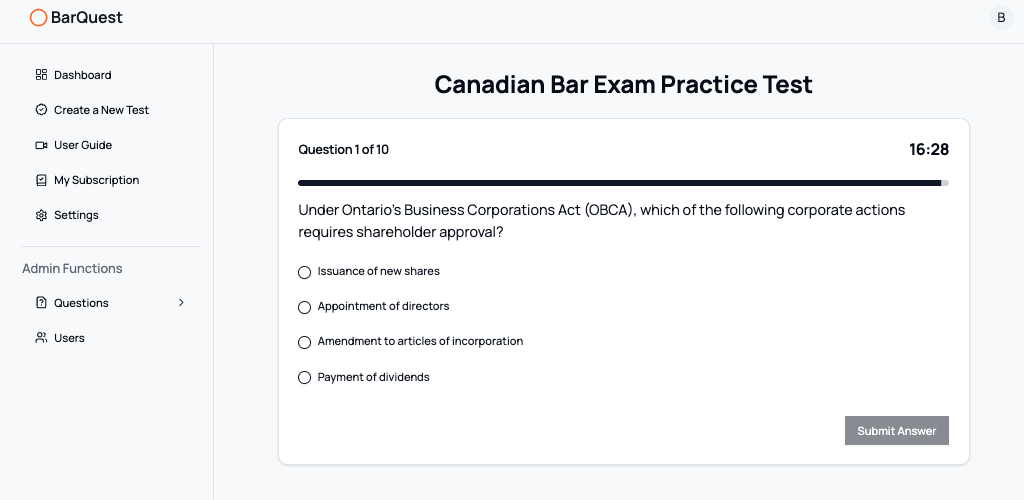 BarQuest
B
Dashboard
Create a New Test
User Guide
My Subscription
Settings
Admin Functions
Questions
Users
Canadian Bar Exam Practice Test
Question 1 of 10
16:28
Under Ontario's Business Corporations Act (OBCA), which of the following corporate actions
requires shareholder approval?
Issuance of new shares
Appointment of directors
Amendment to articles of incorporation
Payment of dividends
Submit Answer